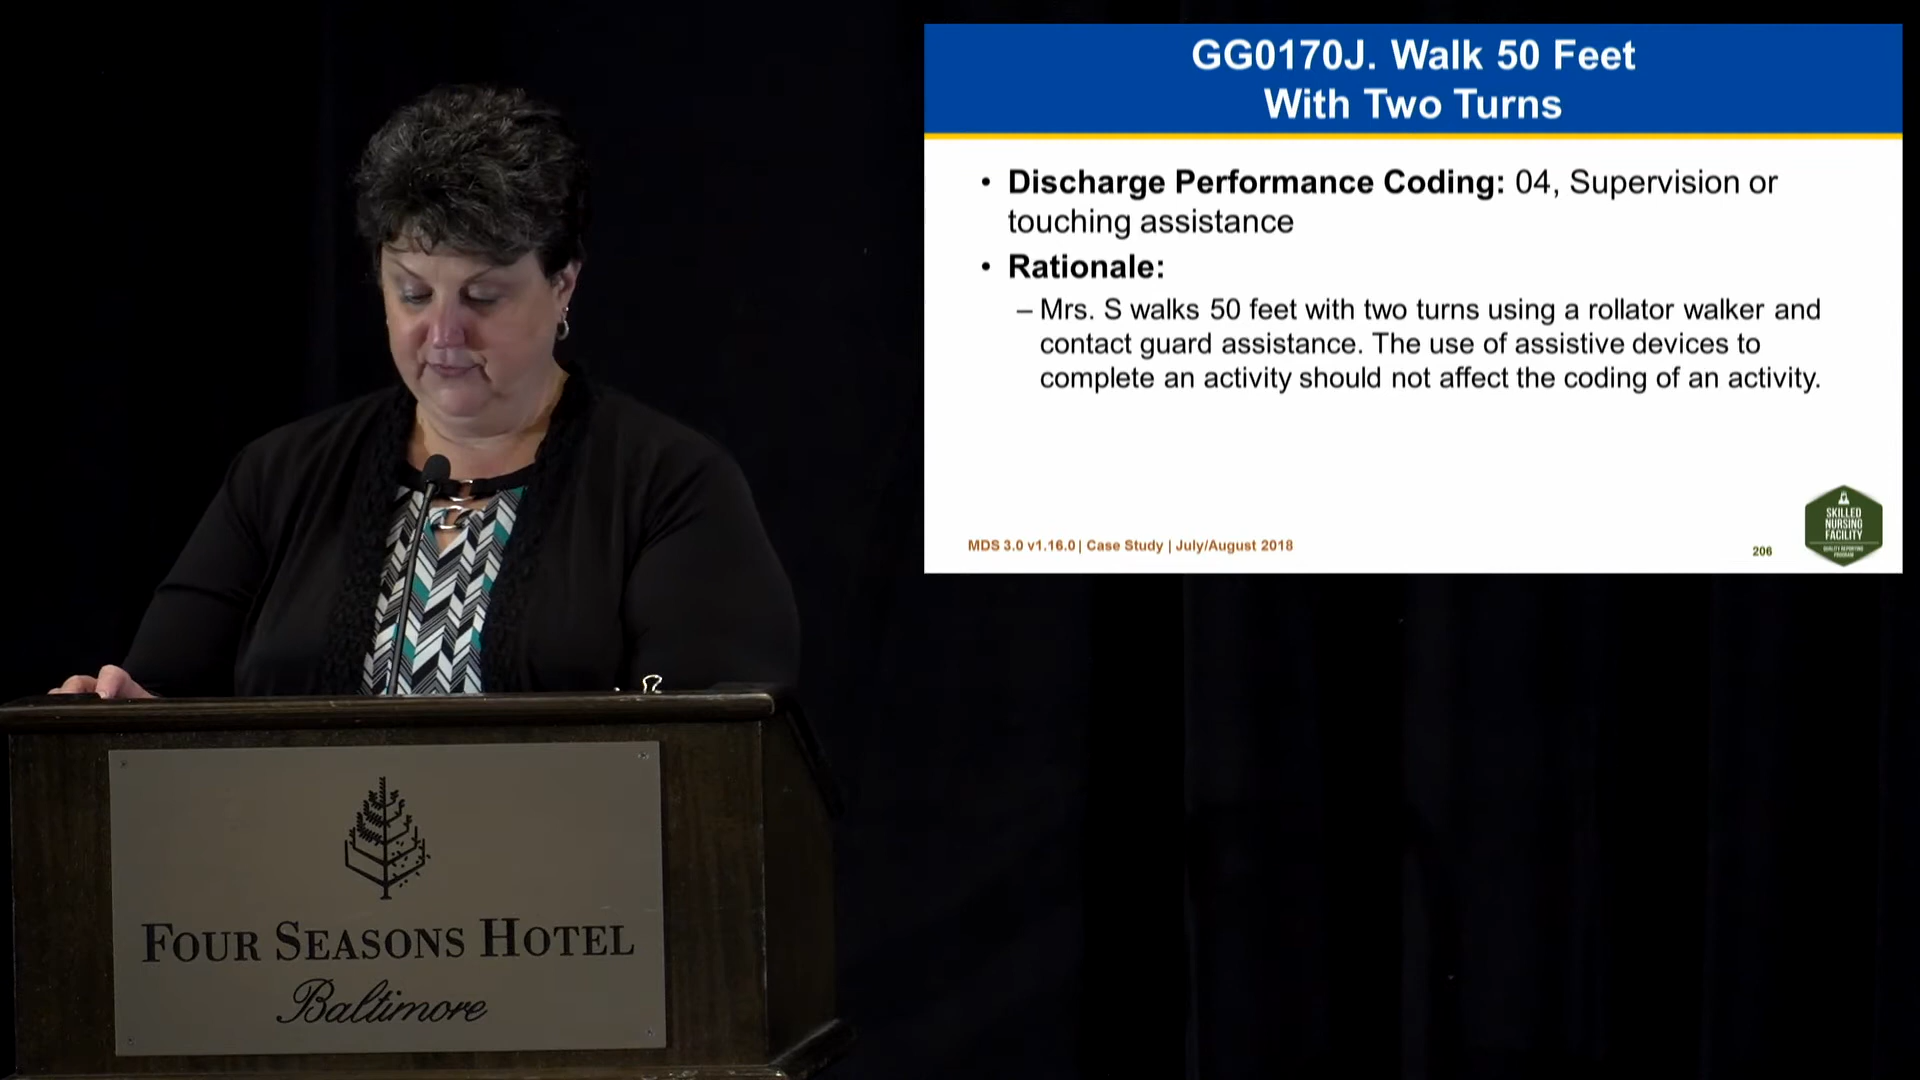 GG0170J. Walk 50 Feet
With Two Turns
• Discharge Performance Coding: 04, Supervision or
touching assistance
• Rationale:
– Mrs. S walks 50 feet with two turns using a rollator walker and
contact guard assistance. The use of assistive devices to
complete an activity should not affect the coding of an activity.
MDS 3.0 v1.16.0 | Case Study | July/August 2018
206
SKILLED
NURSING
FACILITY
QUALITY REPORTING
PROGRAM
FOUR SEASONS HOTEL
Baltimore